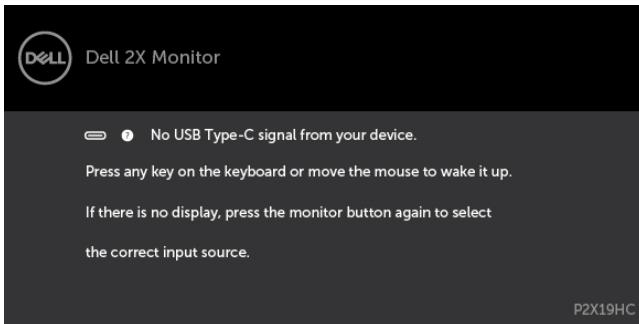 DELL
Dell 2X Monitor
? No USB Type-C signal from your device.
Press any key on the keyboard or move the mouse to wake it up.
If there is no display, press the monitor button again to select
the correct input source.
P2X19HC